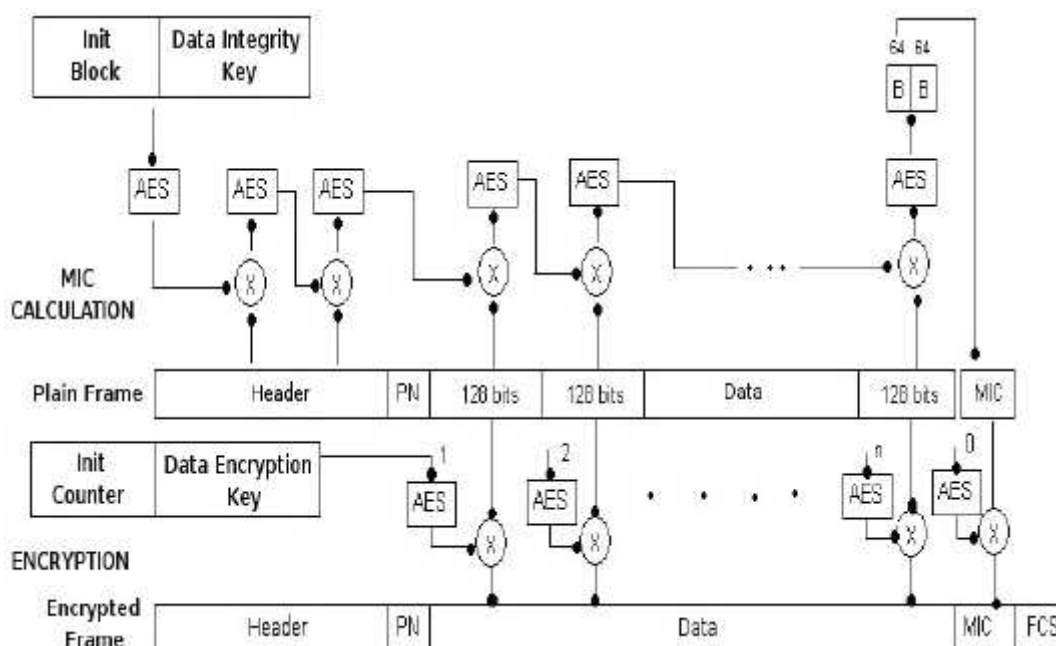 Init Block
Data Integrity Key
64 64
B B
AES AES AES AES AES AES
X X X X X
MIC CALCULATION
Plain Frame
Header PN 128 bits 128 bits Data 128 bits MIC
Init Counter
Data Encryption Key
1 2 n 0
AES AES AES AES
X X X X
ENCRYPTION
Encrypted Frame
Header PN Data MIC FCS